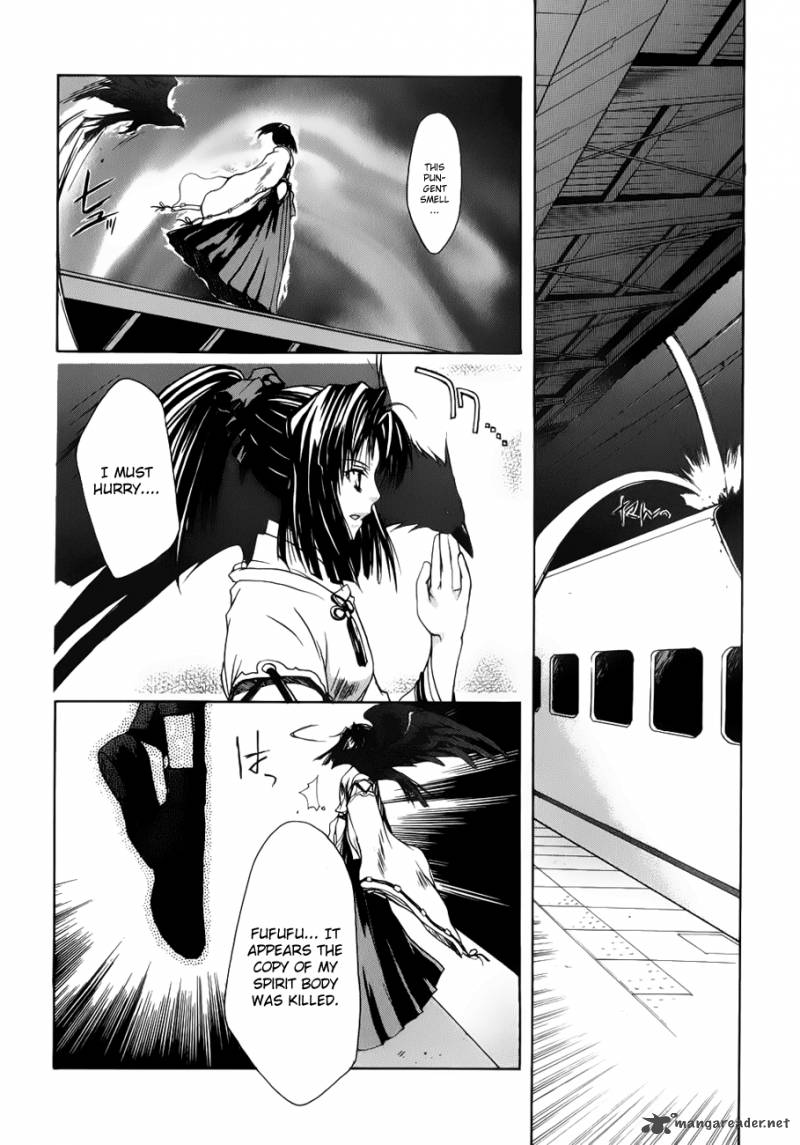 THIS
PUN-
GENT
SMELL
...
I MUST
HURRY....
はっ
FUFUFU... IT
APPEARS THE
COPY OF MY
SPIRIT BODY
WAS KILLED.
mangareader.net